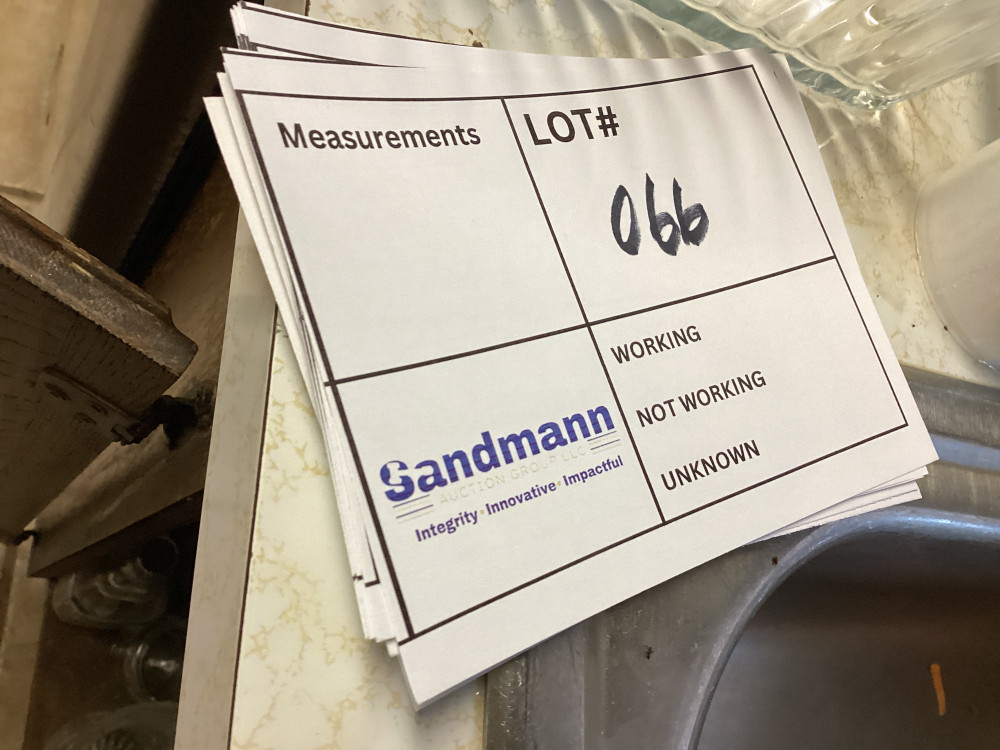 Measurements
LOT#
066
Sandmann
AUCTION GROUP LLC
Integrity•Innovative•Impactful
WORKING
NOT WORKING
UNKNOWN